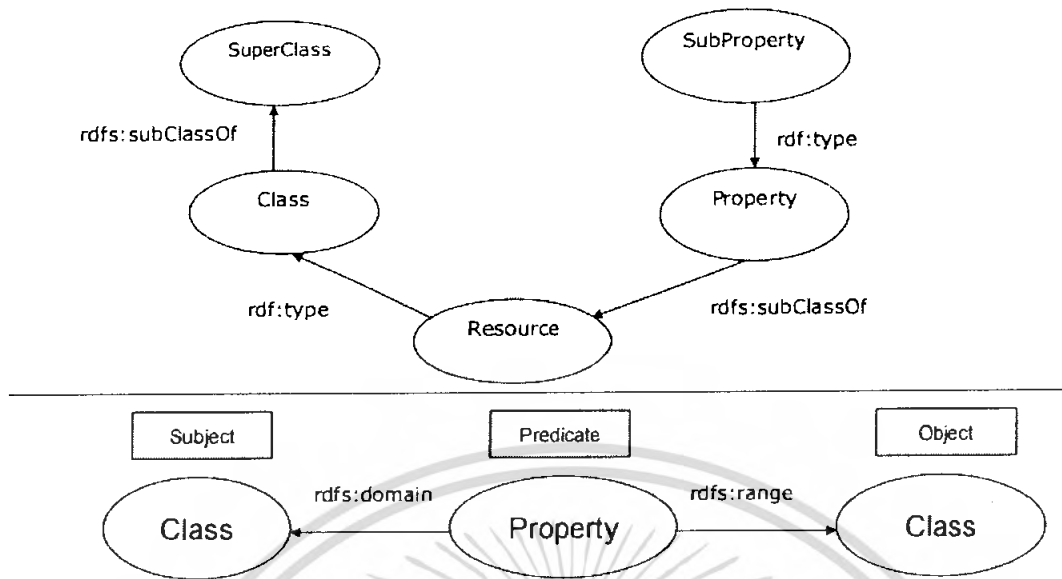 SuperClass
SubProperty
rdfs:subClassOf
rdf:type
Class
Property
rdf:type
rdfs:subClassOf
Resource
Subject
Predicate
Object
rdfs:domain
rdfs:range
Class
Property
Class